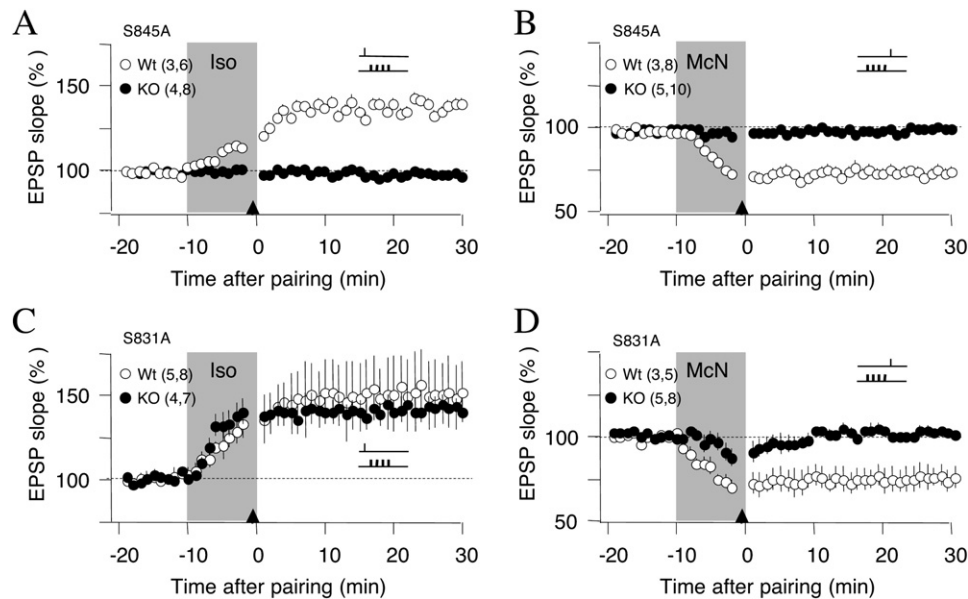 A
S845A
Iso
Wt (3,6)
KO (4,8)
EPSP slope (%)
150
100
-20 -10 0 10 20 30
Time after pairing (min)
B
S845A
McN
Wt (3,8)
KO (5,10)
EPSP slope (%)
100
50
-20 -10 0 10 20 30
Time after pairing (min)
C
S831A
Iso
Wt (5,8)
KO (4,7)
EPSP slope (%)
150
100
-20 -10 0 10 20 30
Time after pairing (min)
D
S831A
McN
Wt (3,5)
KO (5,8)
EPSP slope (%)
100
50
-20 -10 0 10 20 30
Time after pairing (min)